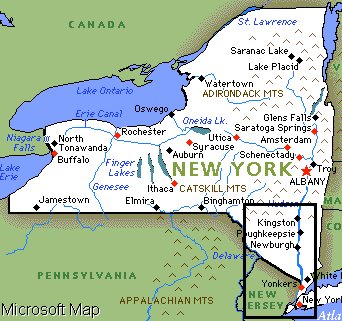 CANADA
St. Lawrence
Saranac Lake
Lake Placid
Lake Ontario
Watertown
ADIRONDACK MTS
Erie Canal
Oswego
Oneida Lk.
Glens Falls
Saratoga Springs
Niagara
Falls
North
Tonawanda
Rochester
Utica
Amsterdam
Syracuse
Schenectady
Buffalo
Auburn
Troy
Lake
Erie
Finger
Lakes
NEW YORK
ALBANY
Genesee
Ithaca
CATSKILL MTS
MA
Jamestown
Elmira
Binghamton
Hudson
Kingston
Poughkeepsie
Newburgh
Delaware
PENNSYLVANIA
White
Yonkers
NEW
JERSEY
APPALACHIAN MTS
New York
Microsoft Map
Atla